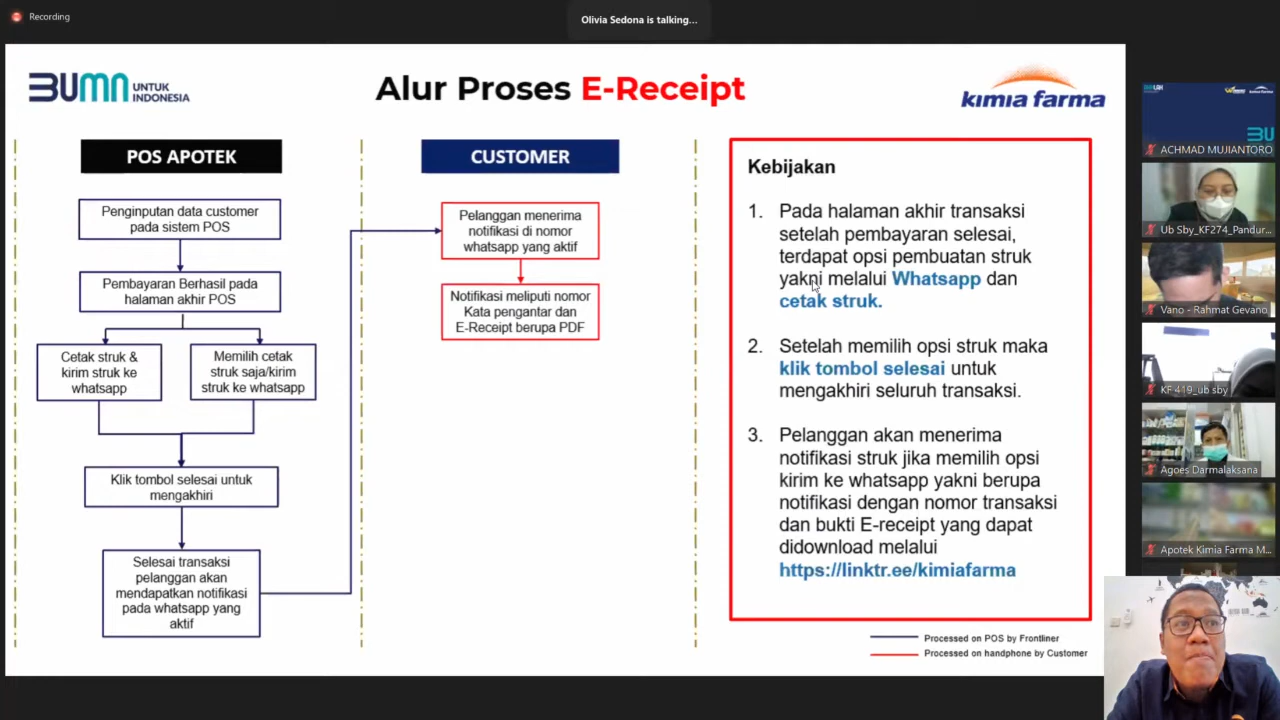 Recording
Olivia Sedona is talking...
BUMN UNTUK
INDONESIA
Alur Proses E-Receipt
kimia farma
POS APOTEK
Penginputan data customer
pada sistem POS
Pembayaran Berhasil pada
halaman akhir POS
Cetak struk &
kirim struk ke
whatsapp
Memilih cetak
struk saja/kirim
struk ke whatsapp
Klik tombol selesai untuk
mengakhiri
Selesai transaksi
pelanggan akan
mendapatkan notifikasi
pada whatsapp yang
aktif
CUSTOMER
Pelanggan menerima
notifikasi di nomor
whatsapp yang aktif
Notifikasi meliputi nomor
Kata pengantar dan
E-Receipt berupa PDF
Kebijakan
1. Pada halaman akhir transaksi
setelah pembayaran selesai,
terdapat opsi pembuatan struk
yakni melalui Whatsapp dan
cetak struk.
2. Setelah memilih opsi struk maka
klik tombol selesai untuk
mengakhiri seluruh transaksi.
3. Pelanggan akan menerima
notifikasi struk jika memilih opsi
kirim ke whatsapp yakni berupa
notifikasi dengan nomor transaksi
dan bukti E-receipt yang dapat
didownload melalui
https://linktr.ee/kimiafarma
Processed on POS by Frontliner
Processed on handphone by Customer
BU
ACHMAD MUJIANTORO
Ub Sby_KF274_Pandur...
Vano - Rahmat Gevano...
KF 419_ub sby
Agoes Darmalaksana
Apotek Kimia Farma M...